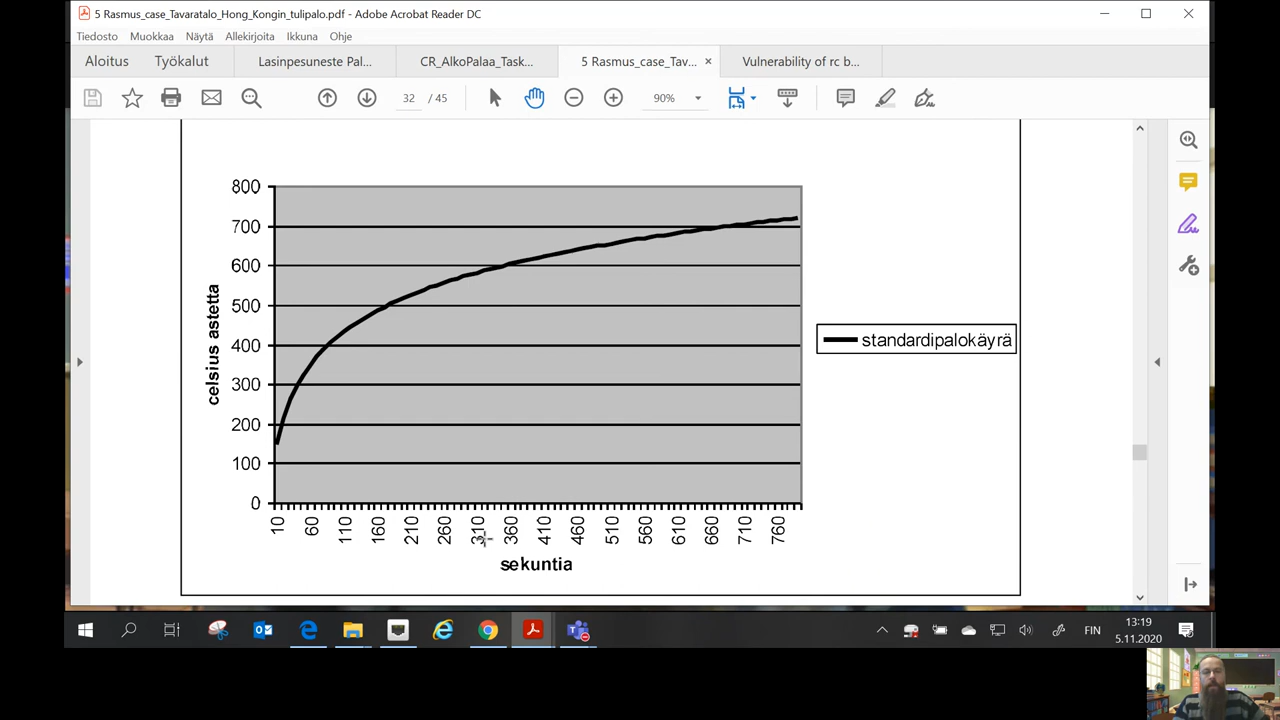 5 Rasmus_case_Tavaratalo_Hong_Kongin_tulipalo.pdf - Adobe Acrobat Reader DC
Tiedosto Muokkaa Näytä Allekirjoita Ikkuna Ohje
Aloitus Työkalut Lasinpesuneste Pal... CR_AlkoPalaa_Task... 5 Rasmus_case_Tav... × Vulnerability of rc b...
32 / 45 90%
800
700
600
500
400
300
200
100
0
celsius astetta
standardipalokäyrä
10 60 110 160 210 260 310 360 410 460 510 560 610 660 710 760
sekuntia
FIN
13:19
5.11.2020